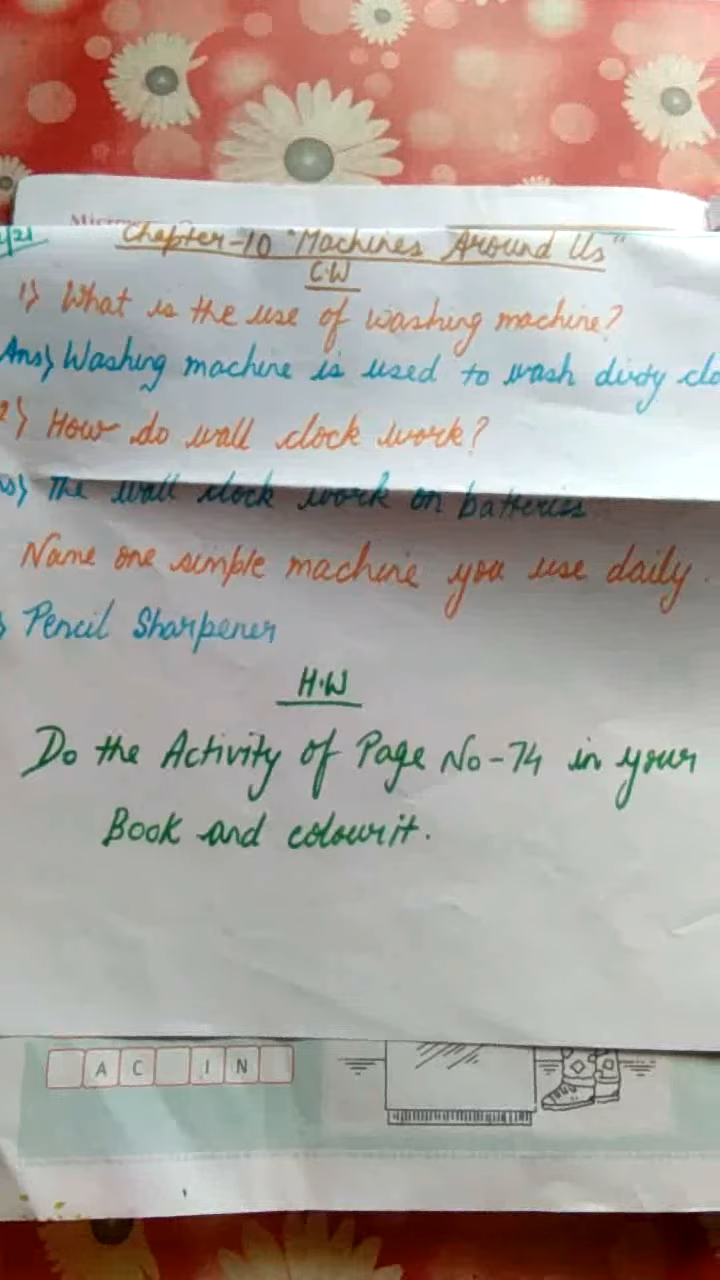 /21
Chapter-10 "Machines Around Us"
C.W
1) What is the use of washing machine?
Ans) Washing machine is used to wash dirty clo
2) How do wall clock work?
s) The wall clock work on batteries
Name one simple machine you use daily.
) Pencil Sharpener
H.W
Do the Activity of Page No-74 in your
Book and colour it.
A C I N